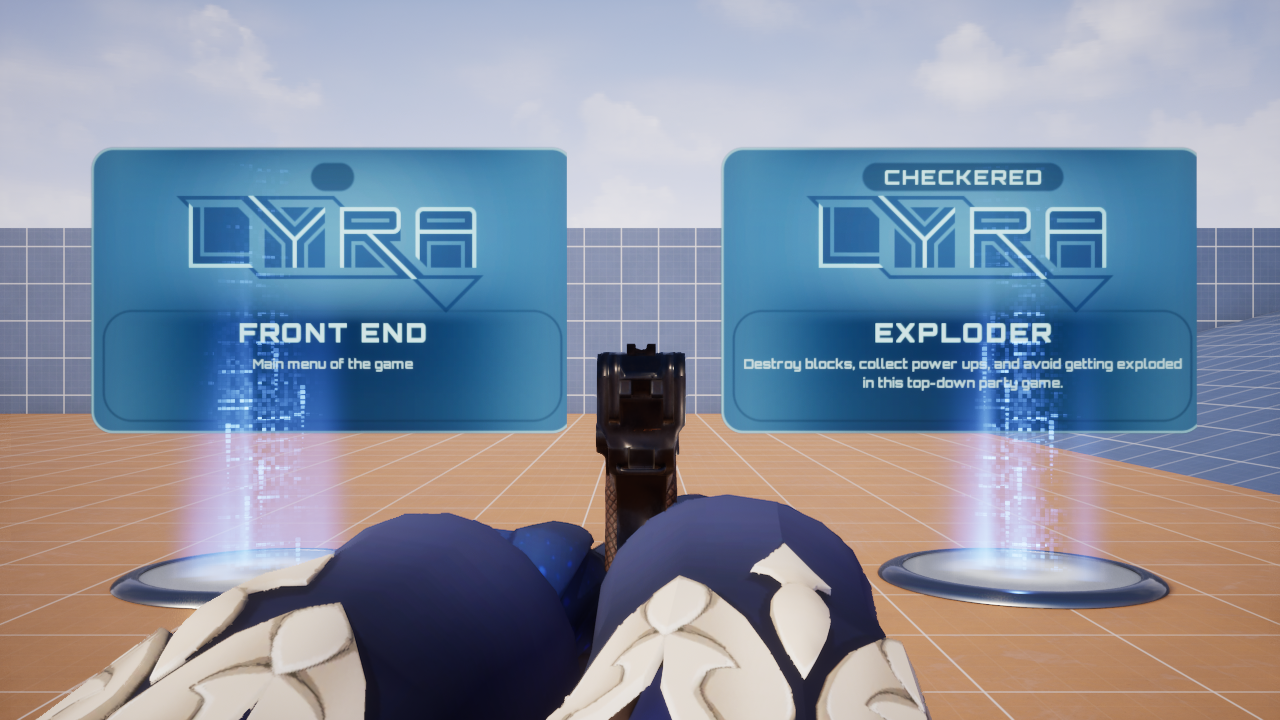 LYRA
FRONT END
Main menu of the game
CHECKERED
LYRA
EXPLODER
Destroy blocks, collect power ups, and avoid getting exploded
in this top-down party game.